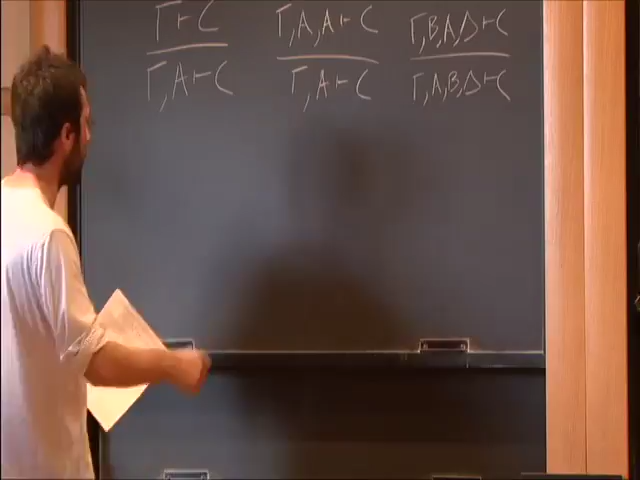 Γ ⊢ C    Γ, A, A ⊢ C    Γ, B, A, Δ ⊢ C
Γ, A ⊢ C    Γ, A ⊢ C    Γ, A, B, Δ ⊢ C